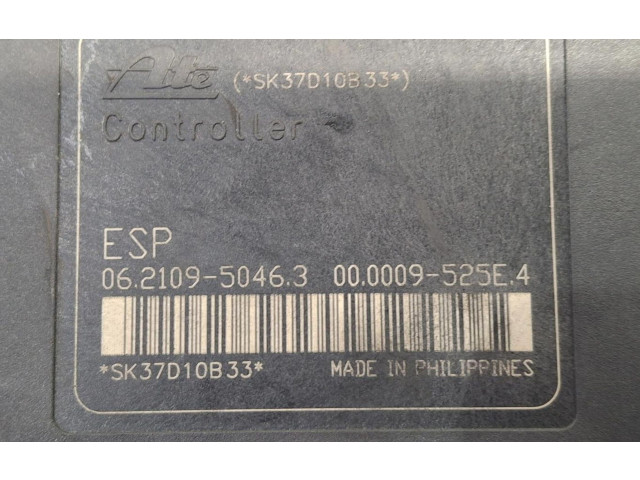 Ate (*SK37D10B33*)
Controller
ESP
06.2109-5046.3 00.0009-525E.4
*SK37D10B33* MADE IN PHILIPPINES